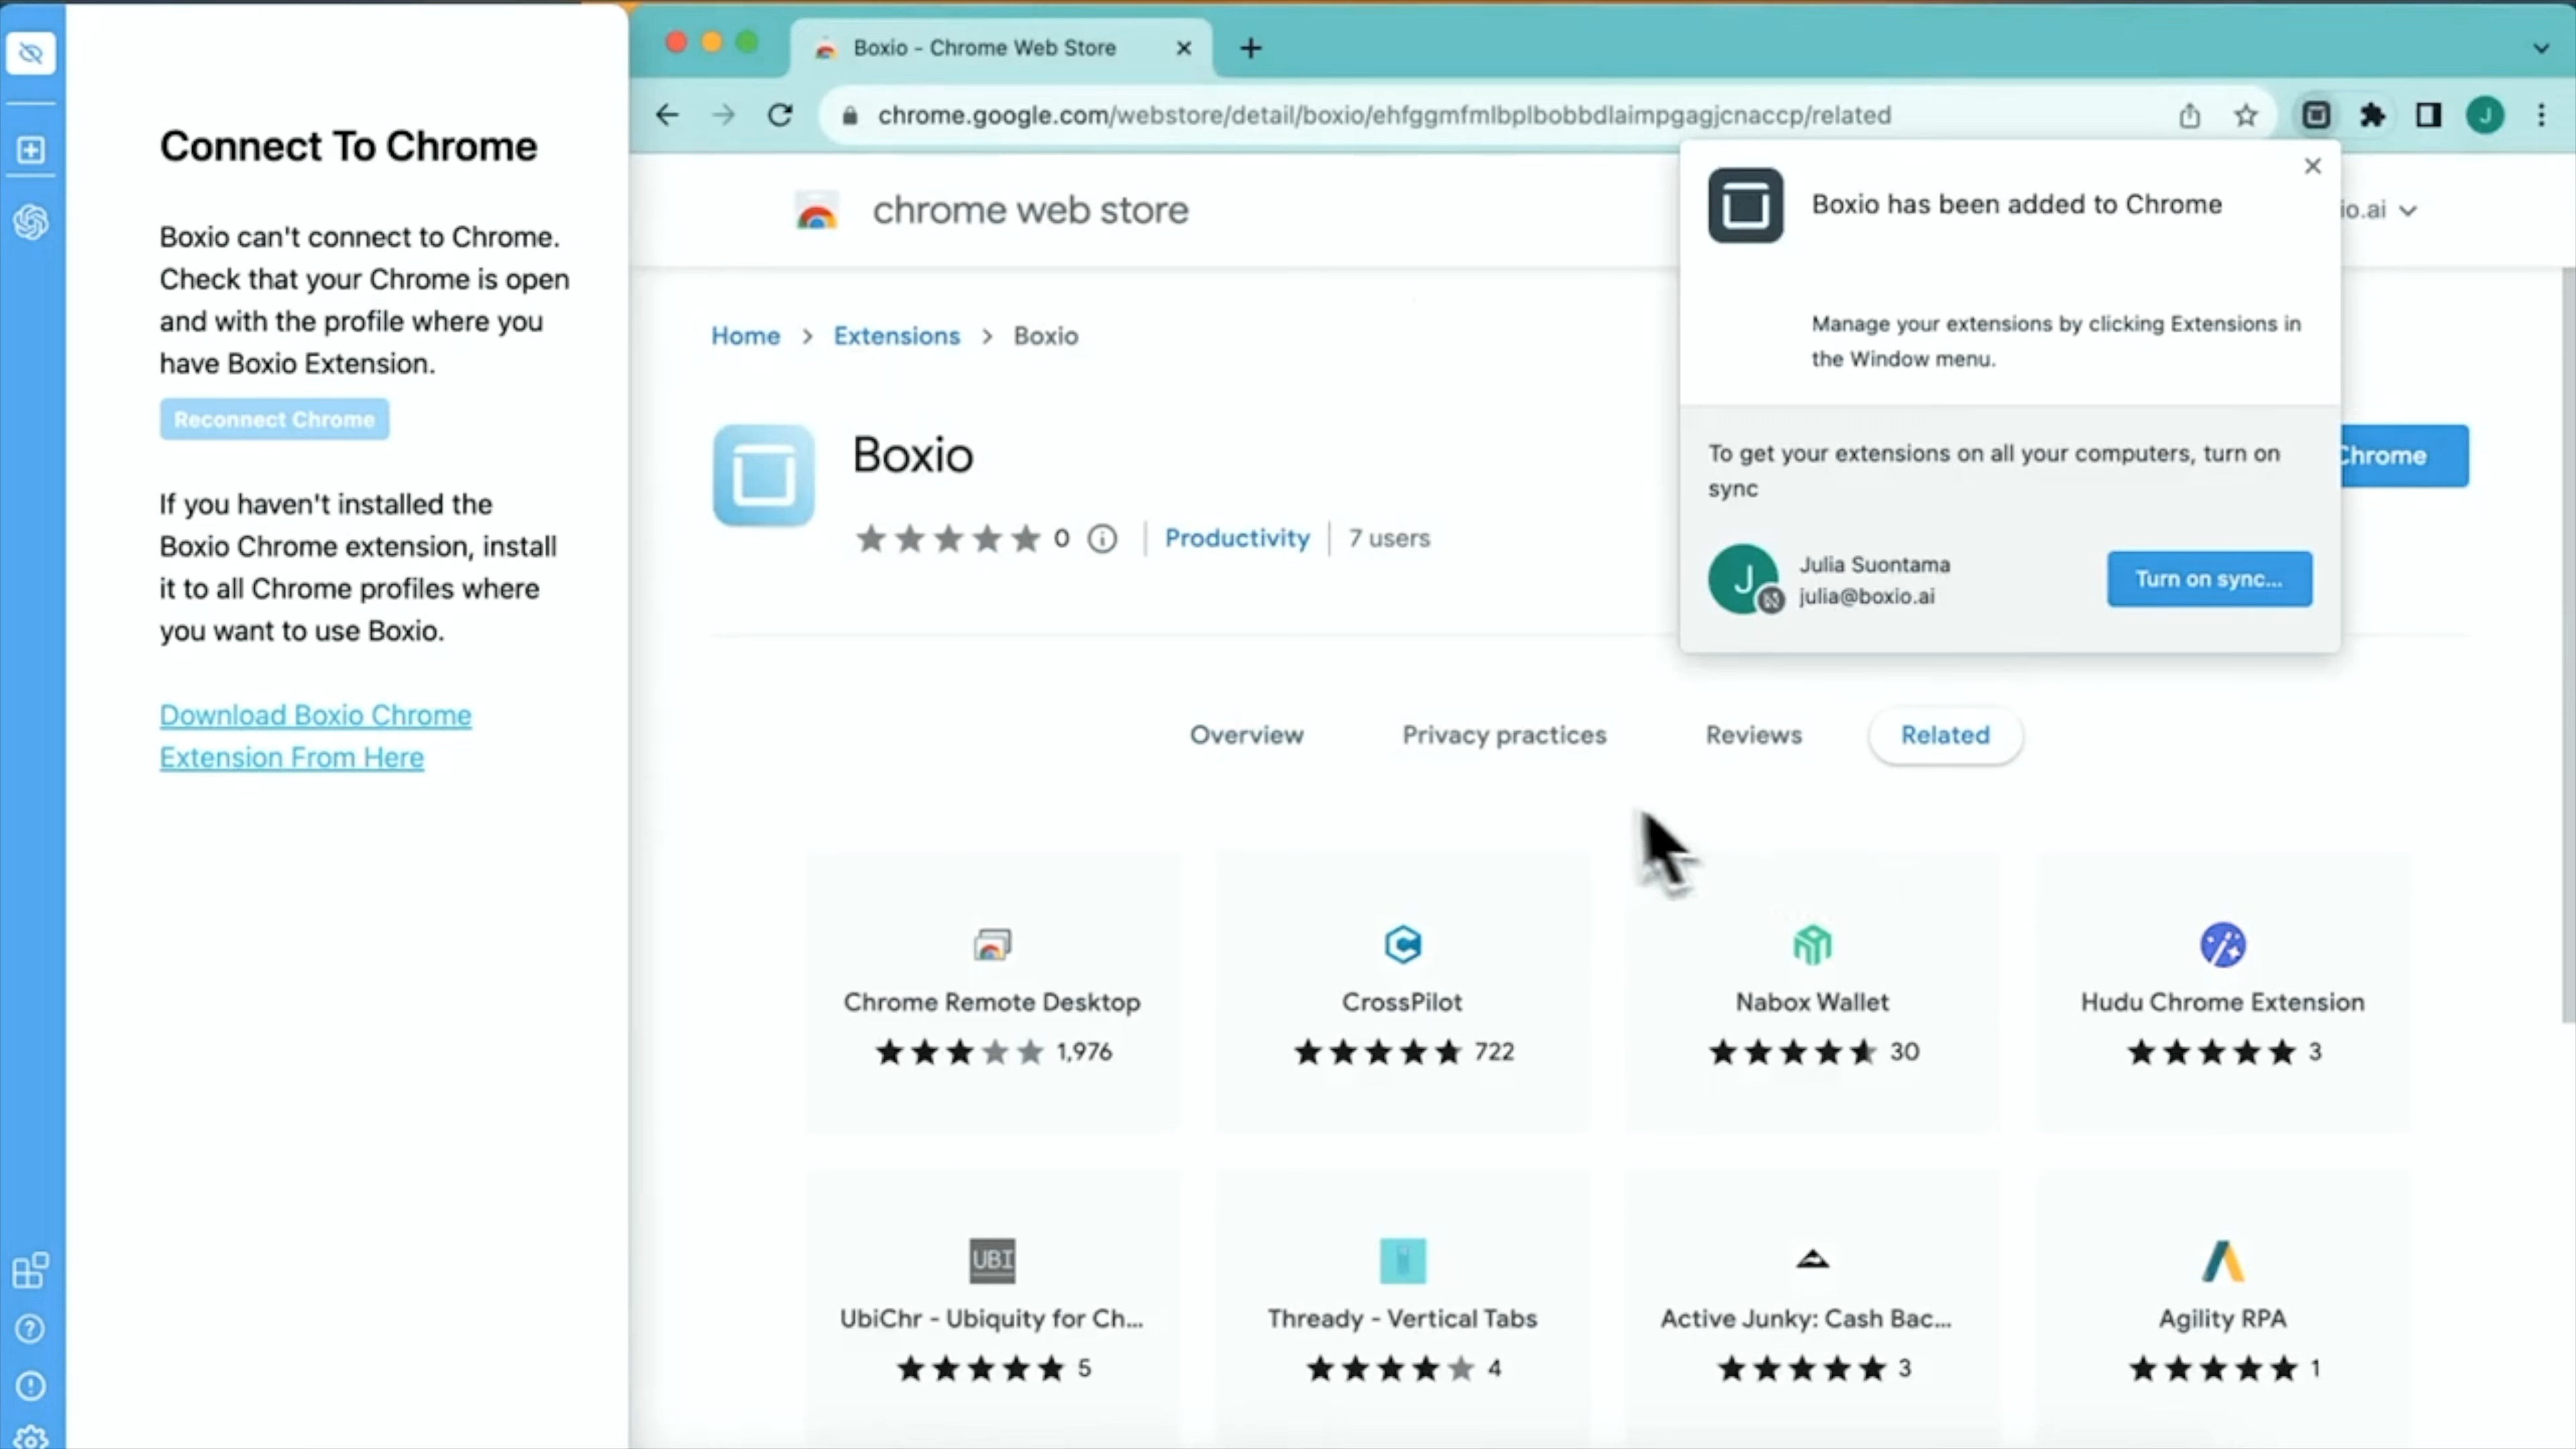 Connect To Chrome
Boxio can't connect to Chrome.
Check that your Chrome is open
and with the profile where you
have Boxio Extension.
Reconnect Chrome
If you haven't installed the
Boxio Chrome extension, install
it to all Chrome profiles where
you want to use Boxio.
Download Boxio Chrome
Extension From Here
Boxio - Chrome Web Store
chrome.google.com/webstore/detail/boxio/ehfggmfmlbplbobbdlaimpgagjcnaccp/related
J
chrome web store
io.ai
Boxio has been added to Chrome
Manage your extensions by clicking Extensions in
the Window menu.
To get your extensions on all your computers, turn on
sync
J
Julia Suontama
julia@boxio.ai
Turn on sync...
Home > Extensions > Boxio
Boxio
Chrome
0
Productivity
7 users
Overview
Privacy practices
Reviews
Related
Chrome Remote Desktop
1,976
CrossPilot
722
Nabox Wallet
30
Hudu Chrome Extension
3
UBI
UbiChr - Ubiquity for Ch...
5
Thready - Vertical Tabs
4
Active Junky: Cash Bac...
3
Agility RPA
1